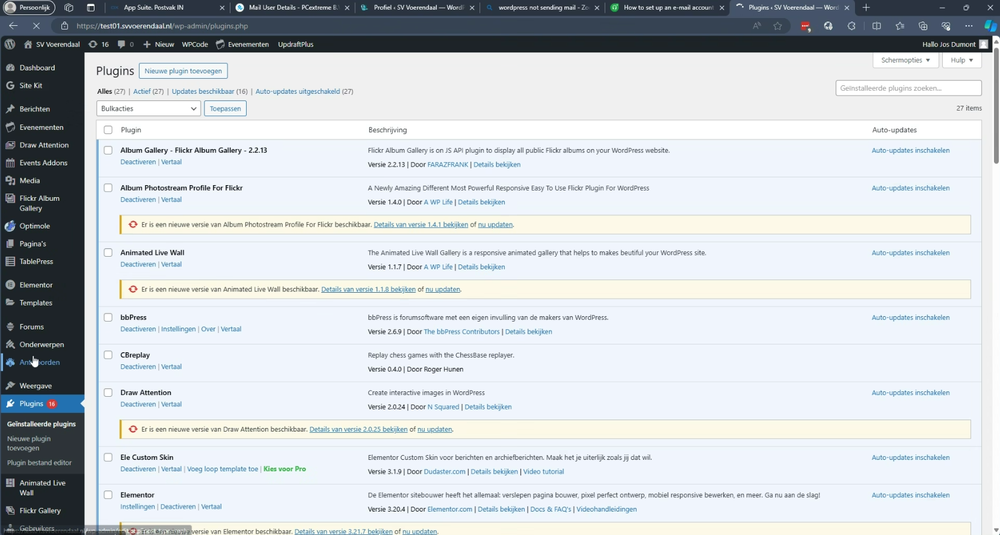 Persoonlijk
App Suite. Postvak IN
Mail User Details - PCextreme B.
Profiel ‹ SV Voerendaal — WordP
wordpress not sending mail - Zo
How to set up an e-mail account
Plugins ‹ SV Voerendaal — Word
https://test01.svvoerendaal.nl/wp-admin/plugins.php
9
SV Voerendaal
16
0
Nieuw
WPCode
Evenementen
UpdraftPlus
Hallo Jos Dumont
Dashboard
Site Kit
Berichten
Evenementen
Draw Attention
Events Addons
Media
Flickr Album
Gallery
Optimole
Pagina's
TablePress
Elementor
Templates
Forums
Onderwerpen
Weergave
Plugins 16
Geïnstalleerde plugins
Nieuwe plugin
toevoegen
Plugin bestand editor
Animated Live
Wall
Flickr Gallery
Gebruikers
Plugins
Nieuwe plugin toevoegen
Schermopties
Hulp
Alles (27) | Actief (27) | Updates beschikbaar (16) | Auto-updates uitgeschakeld (27)
Geïnstalleerde plugins zoeken...
Bulkacties
Toepassen
27 items
Plugin
Beschrijving
Auto-updates
Album Gallery - Flickr Album Gallery - 2.2.13
Flickr Album Gallery is on JS API plugin to display all public Flickr albums on your WordPress website.
Auto-updates inschakelen
Deactiveren | Vertaal
Versie 2.2.13 | Door FARAZFRANK | Details bekijken
Album Photostream Profile For Flickr
A Newly Amazing Different Most Powerful Responsive Easy To Use Flickr Plugin For WordPress
Auto-updates inschakelen
Deactiveren | Vertaal
Versie 1.4.0 | Door A WP Life | Details bekijken
Er is een nieuwe versie van Album Photostream Profile For Flickr beschikbaar. Details van versie 1.4.1 bekijken of nu updaten.
Animated Live Wall
The Animated Live Wall Gallery is a responsive animated gallery that helps to makes beutiful your WordPress site.
Auto-updates inschakelen
Deactiveren | Vertaal
Versie 1.1.7 | Door A WP Life | Details bekijken
Er is een nieuwe versie van Animated Live Wall beschikbaar. Details van versie 1.1.8 bekijken of nu updaten.
bbPress
bbPress is forumsoftware met een eigen invulling van de makers van WordPress.
Auto-updates inschakelen
Deactiveren | Instellingen | Over | Vertaal
Versie 2.6.9 | Door The bbPress Contributors | Details bekijken
CBreplay
Replay chess games with the ChessBase replayer.
Deactiveren | Vertaal
Versie 0.4.0 | Door Roger Hunen
Draw Attention
Create interactive images in WordPress
Auto-updates inschakelen
Deactiveren | Vertaal
Versie 2.0.24 | Door N Squared | Details bekijken
Er is een nieuwe versie van Draw Attention beschikbaar. Details van versie 2.0.25 bekijken of nu updaten.
Ele Custom Skin
Elementor Custom Skin voor berichten en archiefberichten. Maak het je uiterlijk zoals jij dat wil.
Auto-updates inschakelen
Deactiveren | Vertaal | Voeg loop template toe | Kies voor Pro
Versie 3.1.9 | Door Dudaster.com | Details bekijken | Video tutorial
Elementor
De Elementor sitebouwer heeft het allemaal: verslepen pagina bouwer, pixel perfect ontwerp, mobiel responsive bewerken, en meer. Ga nu aan de slag!
Auto-updates inschakelen
Instellingen | Deactiveren | Vertaal
Versie 3.20.4 | Door Elementor.com | Details bekijken | Docs & FAQ's | Videohandleidingen
versie van Elementor beschikbaar. Details van versie 3.21.7 bekijken of nu updaten.